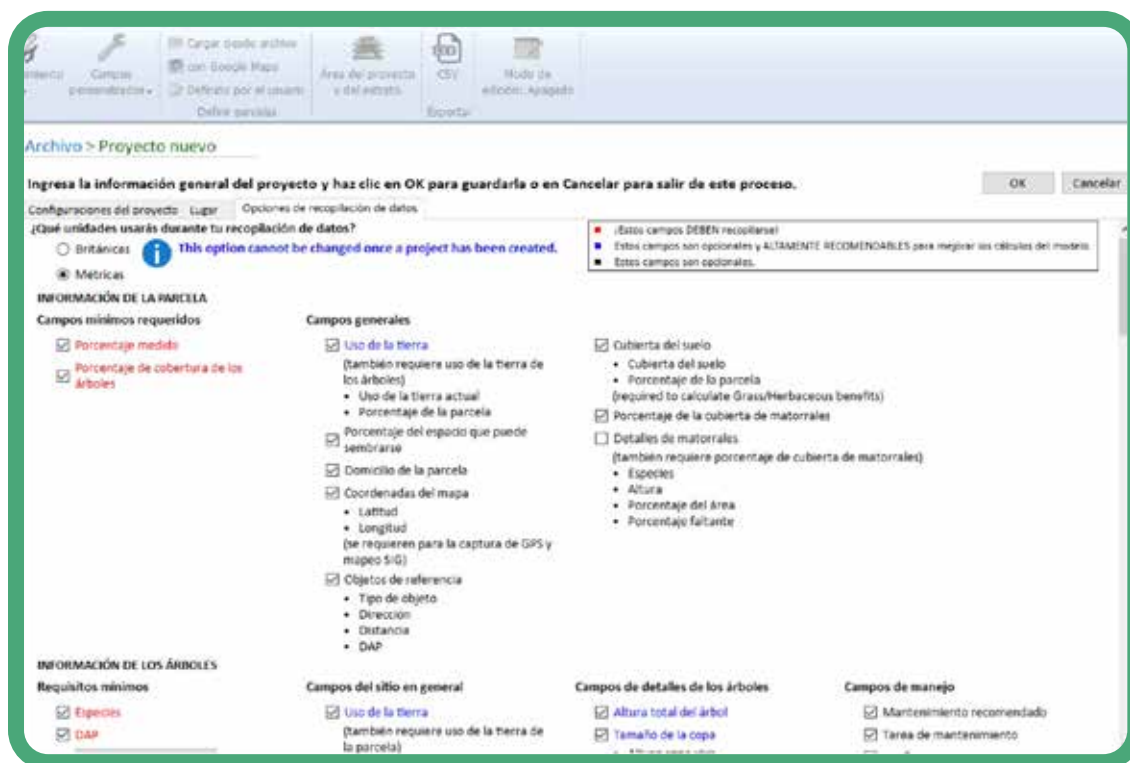 Campos
personalizados
Cargar desde archivo
con Google Maps
Definido por el usuario
Definir parcelas
Área del proyecto
y del estrato
CSV
Exportar
Modo de
edición: Apagado
Archivo > Proyecto nuevo
Ingresa la información general del proyecto y haz clic en OK para guardarla o en Cancelar para salir de este proceso.
OK
Cancelar
Configuraciones del proyecto Lugar Opciones de recopilación de datos
¿Qué unidades usarás durante tu recopilación de datos?
Británicas
This option cannot be changed once a project has been created.
Métricas
¡Estos campos DEBEN recopilarse!
Estos campos son opcionales y ALTAMENTE RECOMENDABLES para mejorar los cálculos del modelo.
Estos campos son opcionales.
INFORMACIÓN DE LA PARCELA
Campos mínimos requeridos
Porcentaje medido
Porcentaje de cobertura de los
árboles
Campos generales
Uso de la tierra
(también requiere uso de la tierra de
los árboles)
• Uso de la tierra actual
• Porcentaje de la parcela
Porcentaje del espacio que puede
sembrarse
Domicilio de la parcela
Coordenadas del mapa
• Latitud
• Longitud
(se requieren para la captura de GPS y
mapeo SIG)
Objetos de referencia
• Tipo de objeto
• Dirección
• Distancia
• DAP
Cubierta del suelo
• Cubierta del suelo
• Porcentaje de la parcela
(required to calculate Grass/Herbaceous benefits)
Porcentaje de la cubierta de matorrales
Detalles de matorrales
(también requiere porcentaje de cubierta de matorrales)
• Especies
• Altura
• Porcentaje del área
• Porcentaje faltante
INFORMACIÓN DE LOS ÁRBOLES
Requisitos mínimos
Especies
DAP
Campos del sitio en general
Uso de la tierra
(también requiere uso de la tierra de
la parcela)
Campos de detalles de los árboles
Altura total del árbol
Tamaño de la copa
Campos de manejo
Mantenimiento recomendado
Tarea de mantenimiento